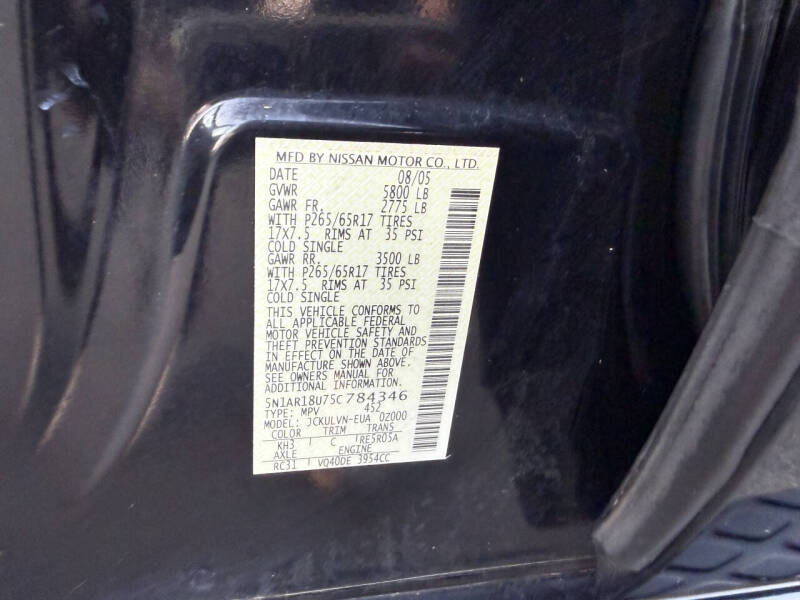 MFD BY NISSAN MOTOR CO., LTD.
DATE 08/05
GVWR 5800 LB
GAWR FR. 2775 LB
WITH P265/65R17 TIRES
17X7.5 RIMS AT 35 PSI
COLD SINGLE
GAWR RR. 3500 LB
WITH P265/65R17 TIRES
17X7.5 RIMS AT 35 PSI
COLD SINGLE
THIS VEHICLE CONFORMS TO
ALL APPLICABLE FEDERAL
MOTOR VEHICLE SAFETY AND
THEFT PREVENTION STANDARDS
IN EFFECT ON THE DATE OF
MANUFACTURE SHOWN ABOVE.
SEE OWNERS MANUAL FOR
ADDITIONAL INFORMATION.
5N1AR18U75C784346
TYPE: MPV 452
MODEL: JCKULVN-EUA 02000
COLOR TRIM TRANS
KH3 C RE5R05A
AXLE ENGINE
RC31 VQ40DE 3954CC